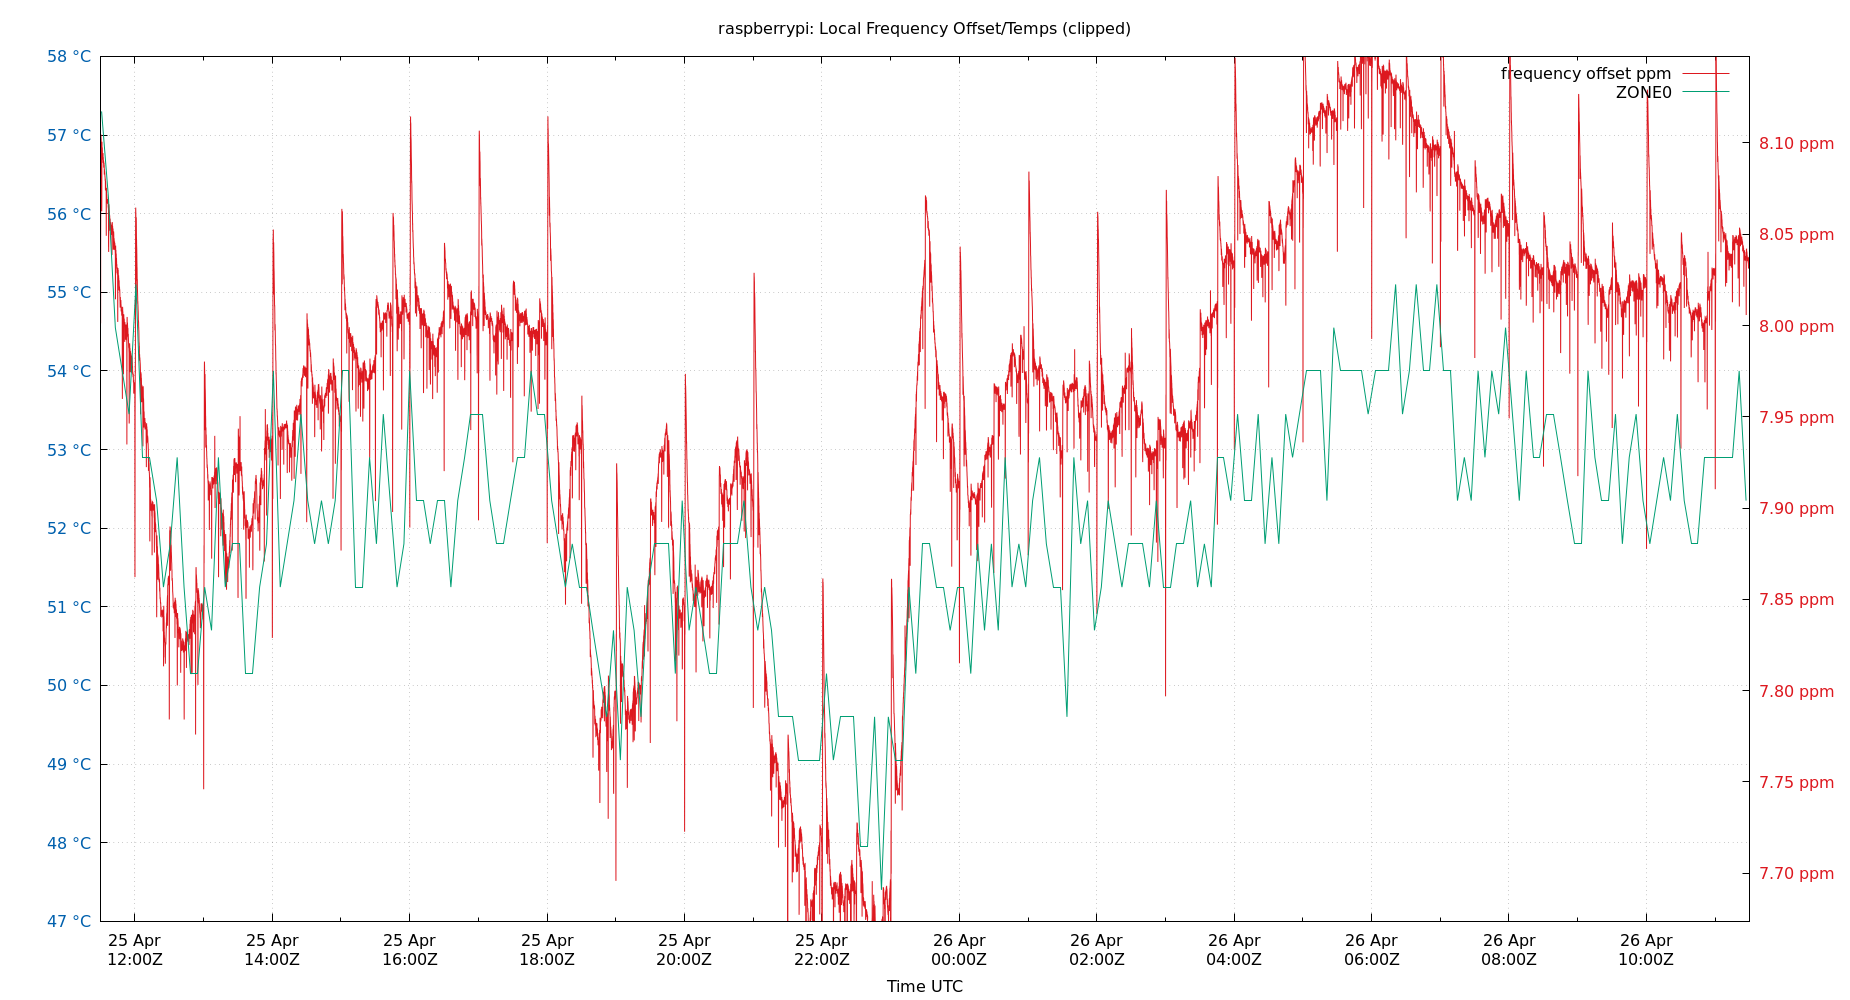 raspberrypi: Local Frequency Offset/Temps (clipped)
58 °C
57 °C
56 °C
55 °C
54 °C
53 °C
52 °C
51 °C
50 °C
49 °C
48 °C
47 °C
frequency offset ppm
ZONE0
8.10 ppm
8.05 ppm
8.00 ppm
7.95 ppm
7.90 ppm
7.85 ppm
7.80 ppm
7.75 ppm
7.70 ppm
25 Apr
12:00Z
25 Apr
14:00Z
25 Apr
16:00Z
25 Apr
18:00Z
25 Apr
20:00Z
25 Apr
22:00Z
26 Apr
00:00Z
26 Apr
02:00Z
26 Apr
04:00Z
26 Apr
06:00Z
26 Apr
08:00Z
26 Apr
10:00Z
Time UTC